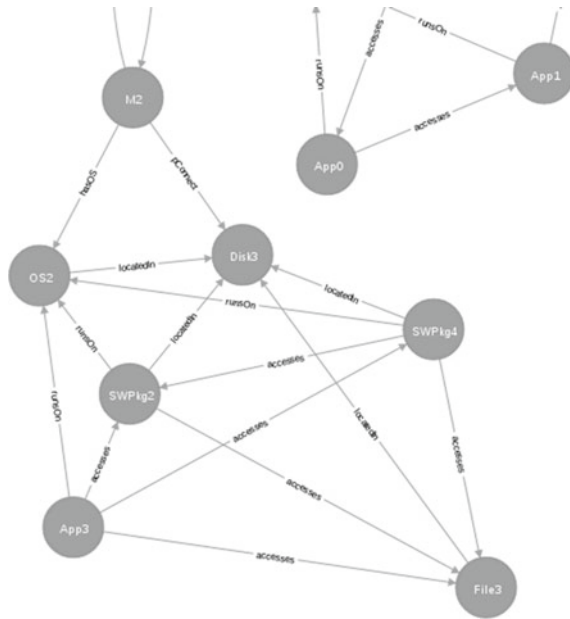 runsOn
accesses
runsOn
App1
M2
accesses
App0
hasOS
pConnect
OS2
locatedIn
Disk3
locatedIn
runsOn
SWPkg4
runsOn
locatedIn
accesses
SWPkg2
runsOn
accesses
locatedIn
accesses
accesses
accesses
App3
accesses
File3